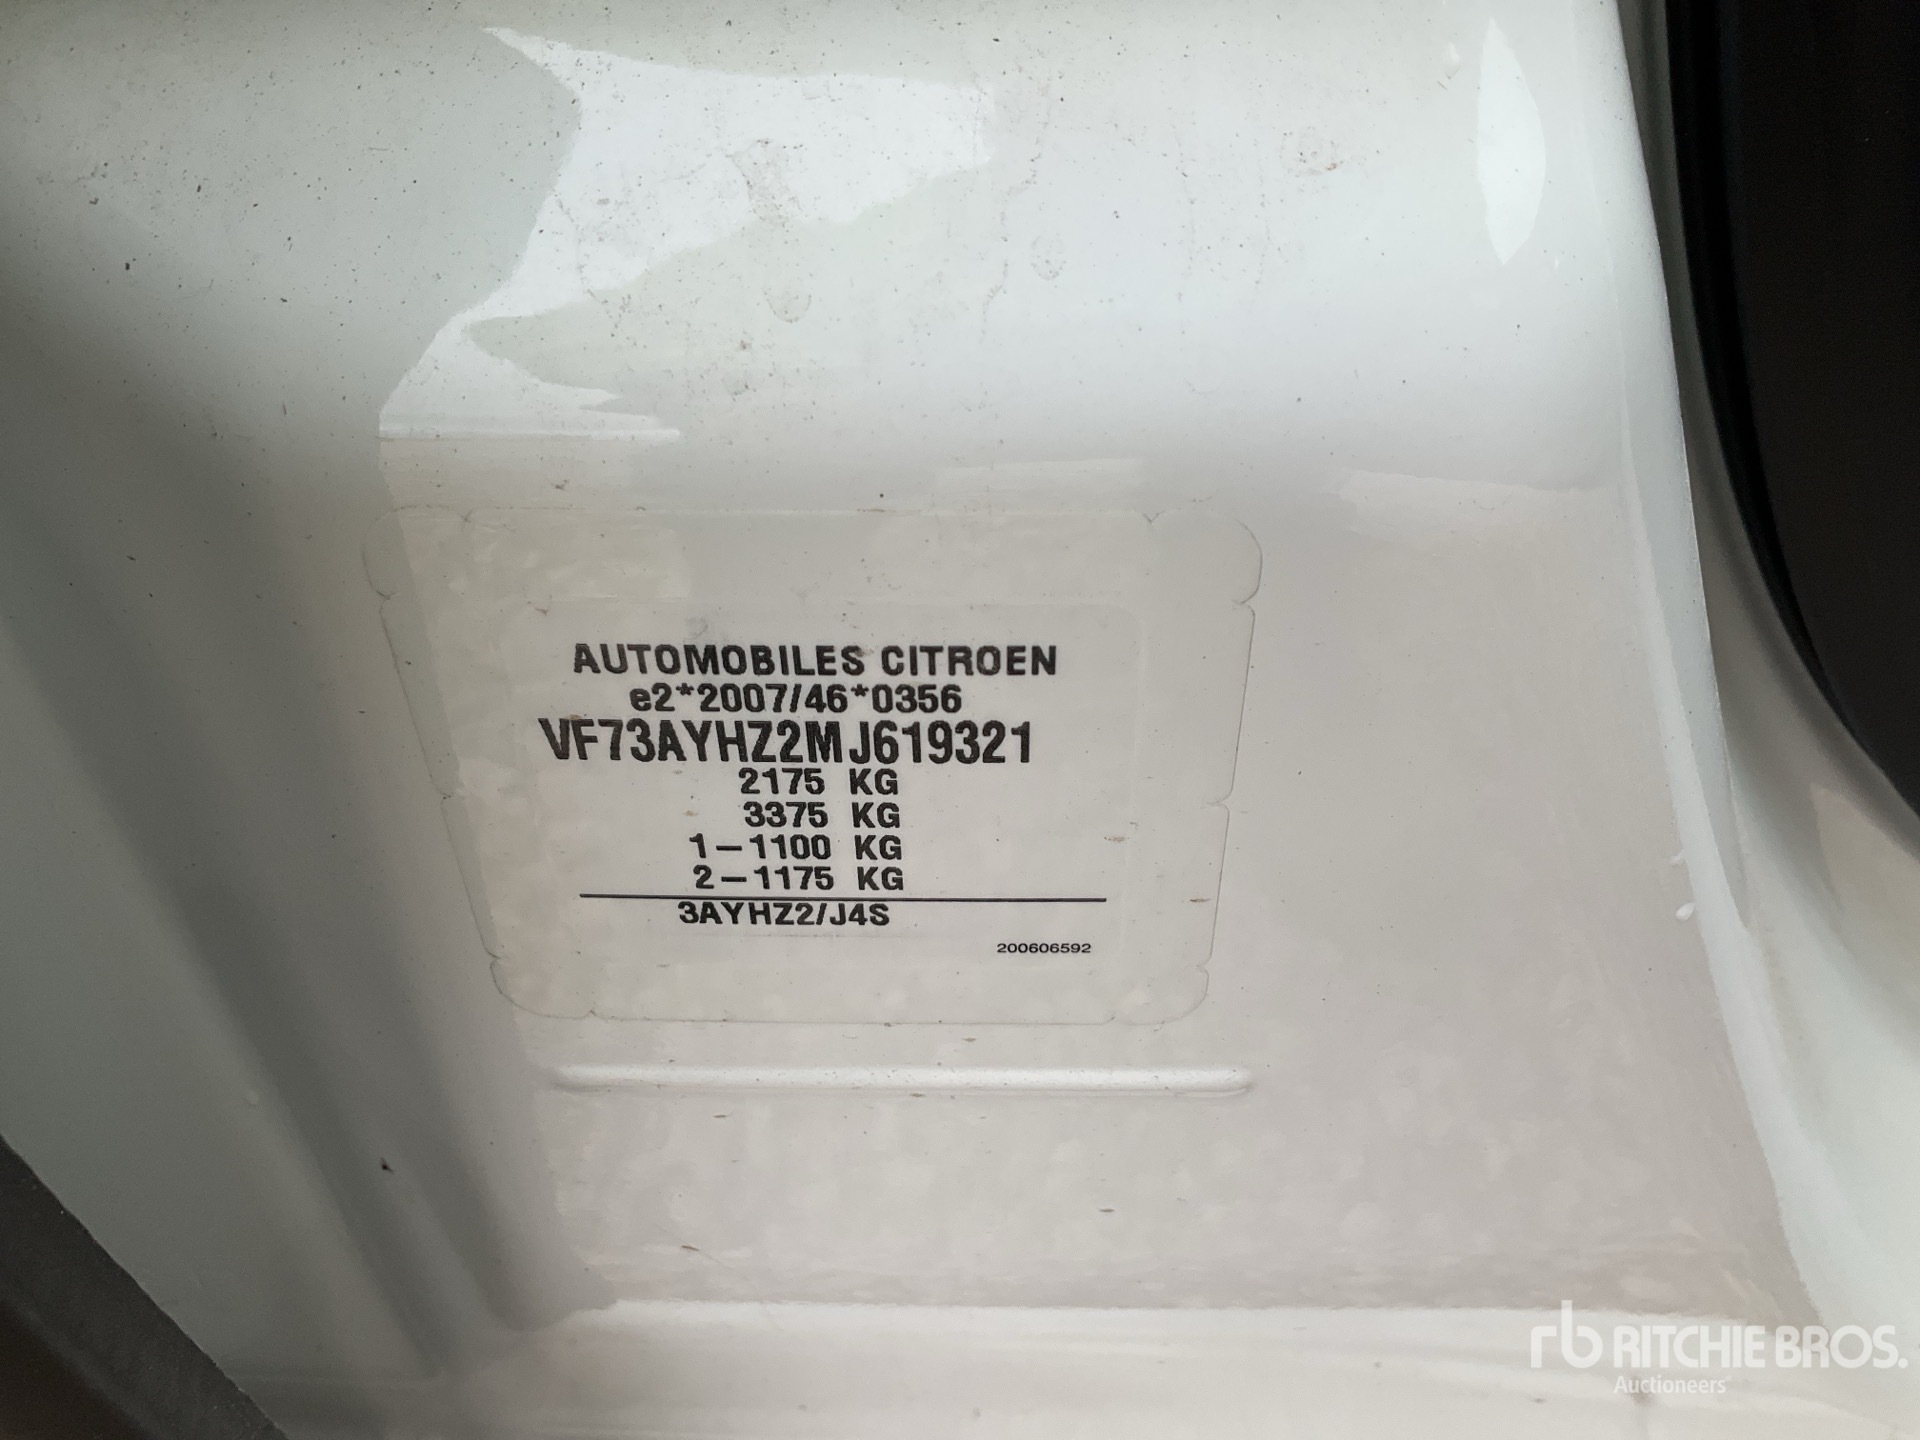 AUTOMOBILES CITROEN
e2*2007/46*0356
VF73AYHZ2MJ619321
2175 KG
3375 KG
1-1100 KG
2-1175 KG
3AYHZ2/J4S
200606592
rb RITCHIE BROS.
Auctioneers